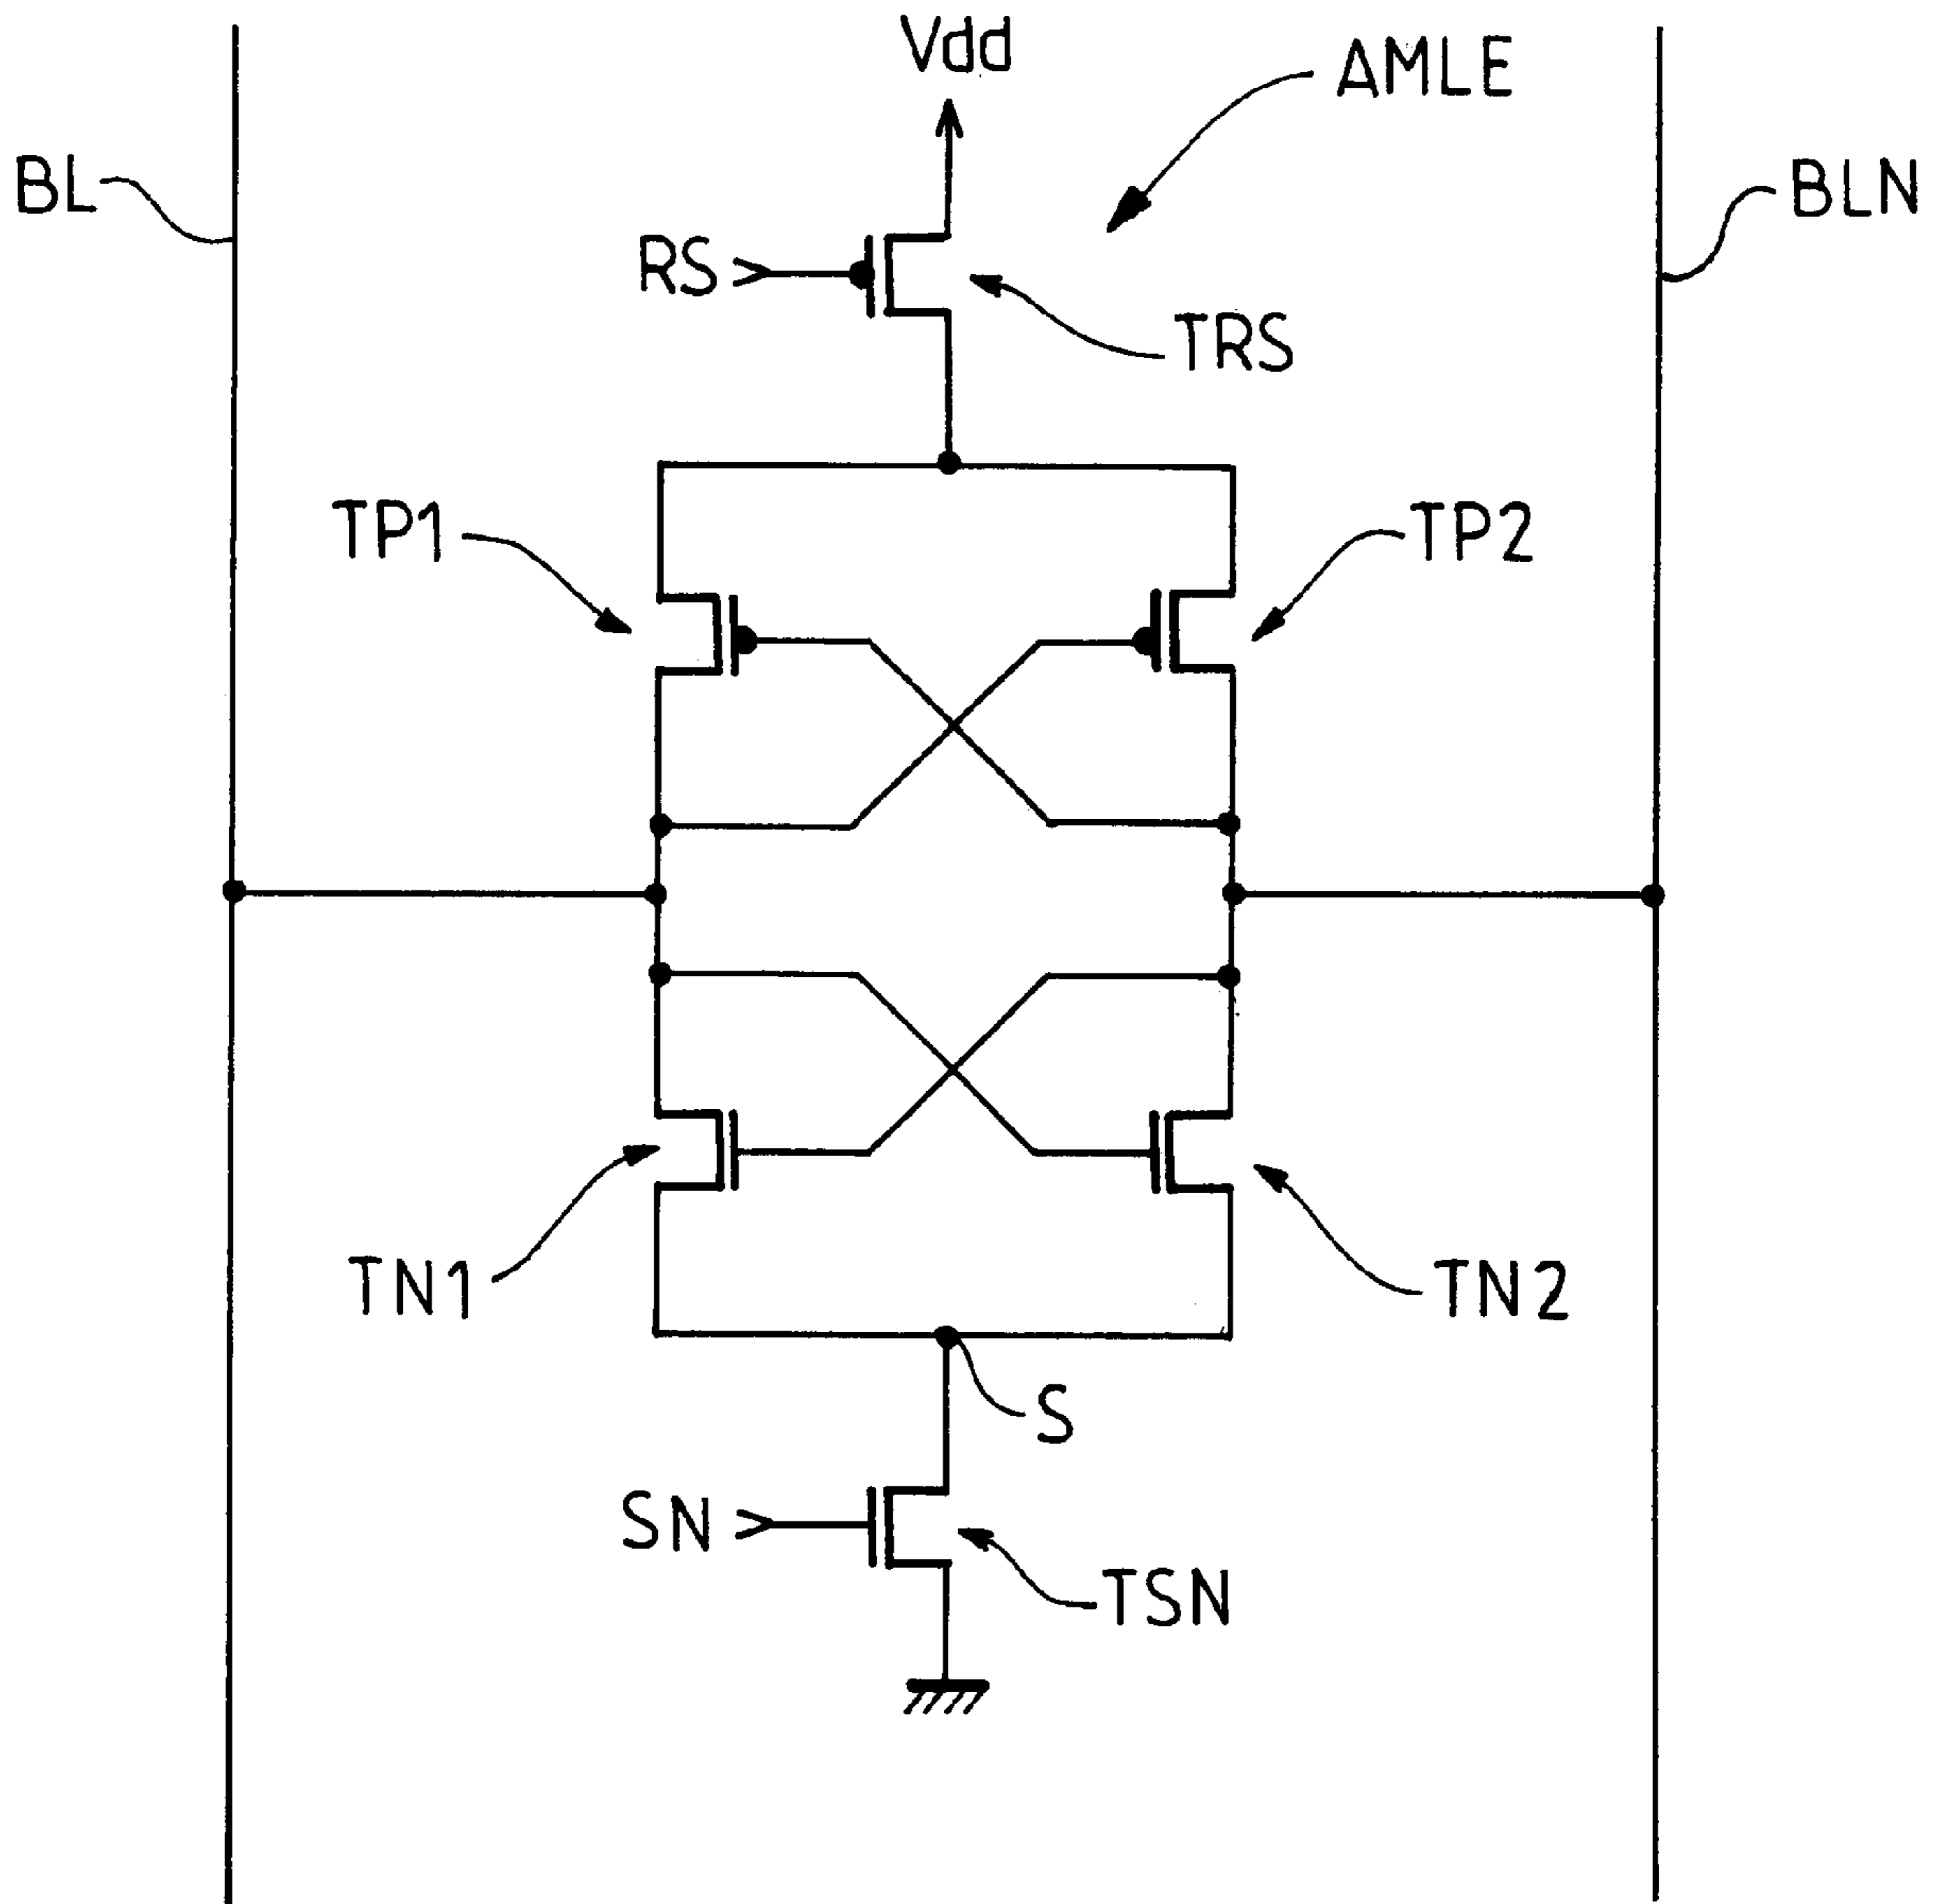 Vdd
AMLE
BL
BLN
RS
TRS
TP1
TP2
TN1
TN2
S
SN
TSN